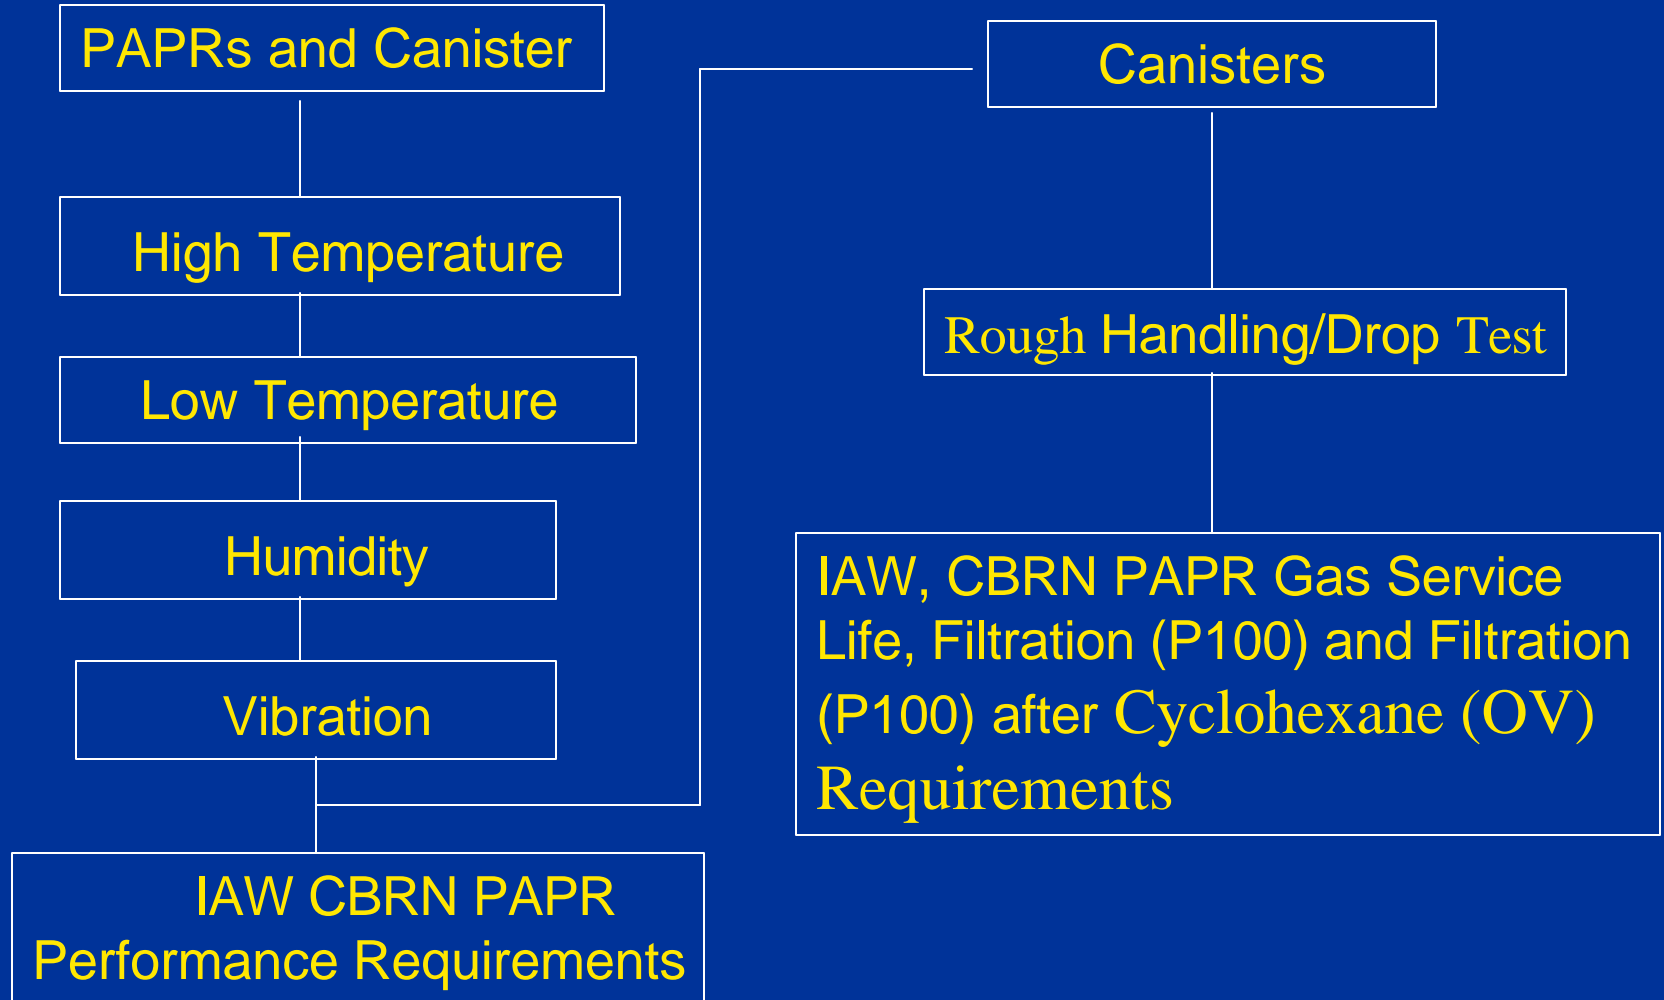 PAPRs and Canister
High Temperature
Low Temperature
Humidity
Vibration
IAW CBRN PAPR
Performance Requirements
Canisters
Rough Handling/Drop Test
IAW, CBRN PAPR Gas Service
Life, Filtration (P100) and Filtration
(P100) after Cyclohexane (OV)
Requirements